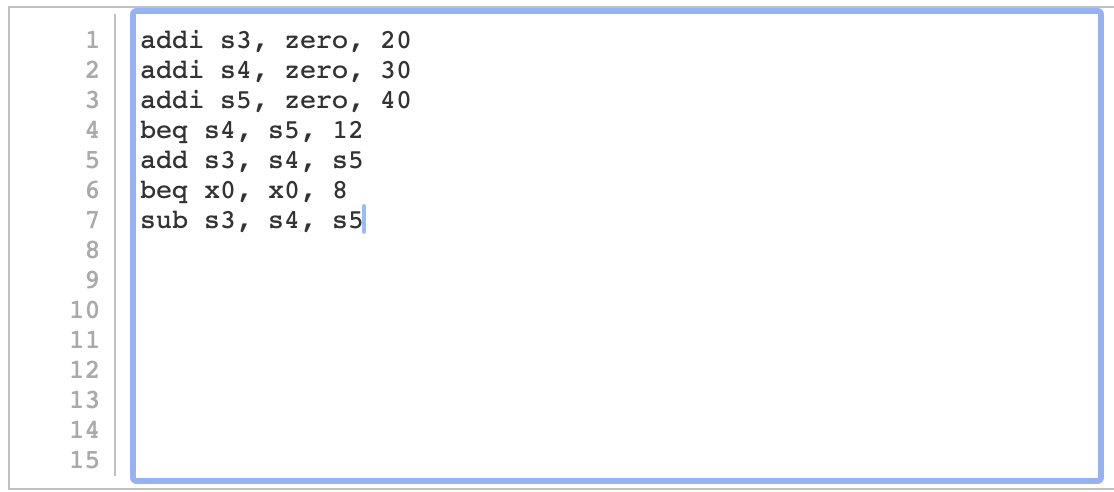 1 addi s3, zero, 20
2 addi s4, zero, 30
3 addi s5, zero, 40
4 beq s4, s5, 12
5 add s3, s4, s5
6 beq x0, x0, 8
7 sub s3, s4, s5
8
9
10
11
12
13
14
15